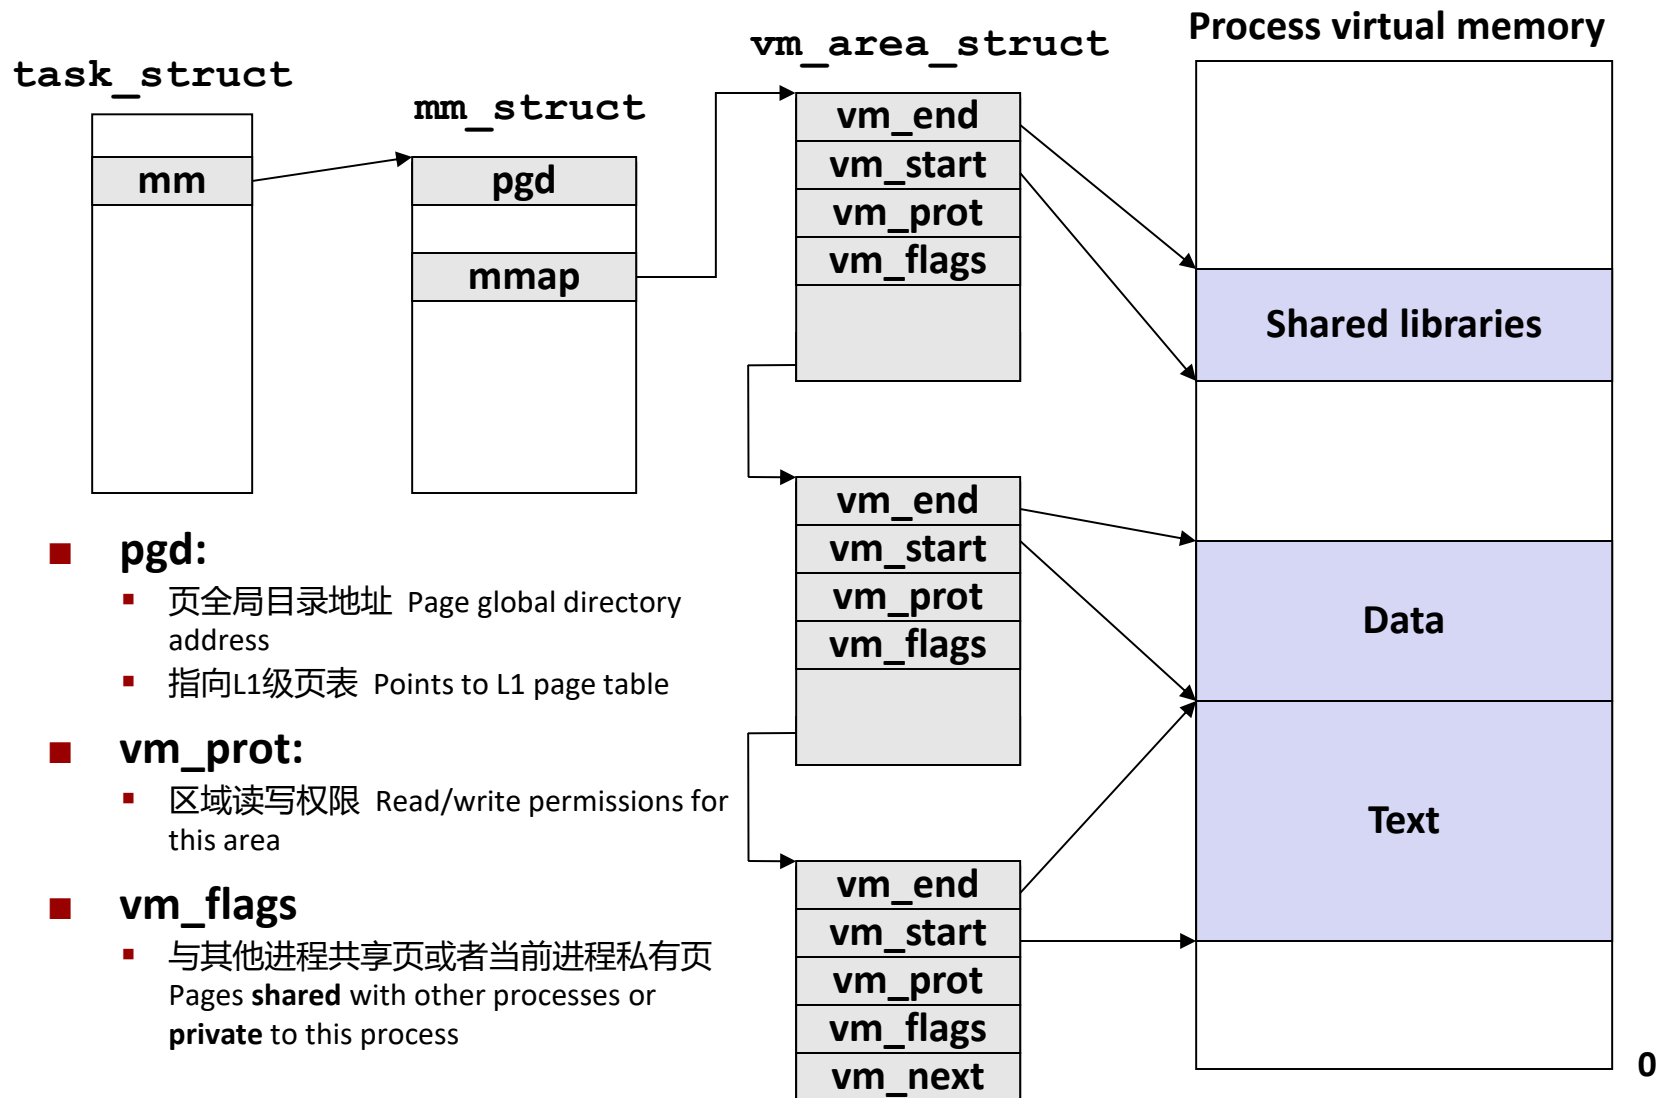 Process virtual memory
vm_area_struct
task_struct
mm_struct
mm
pgd
mmap
vm_end
vm_start
vm_prot
vm_flags
Shared libraries
vm_end
vm_start
vm_prot
vm_flags
Data
Text
vm_end
vm_start
vm_prot
vm_flags
vm_next
0
■ pgd:
▪ 页全局目录地址 Page global directory
address
▪ 指向L1级页表 Points to L1 page table
■ vm_prot:
▪ 区域读写权限 Read/write permissions for
this area
■ vm_flags
▪ 与其他进程共享页或者当前进程私有页
Pages shared with other processes or
private to this process